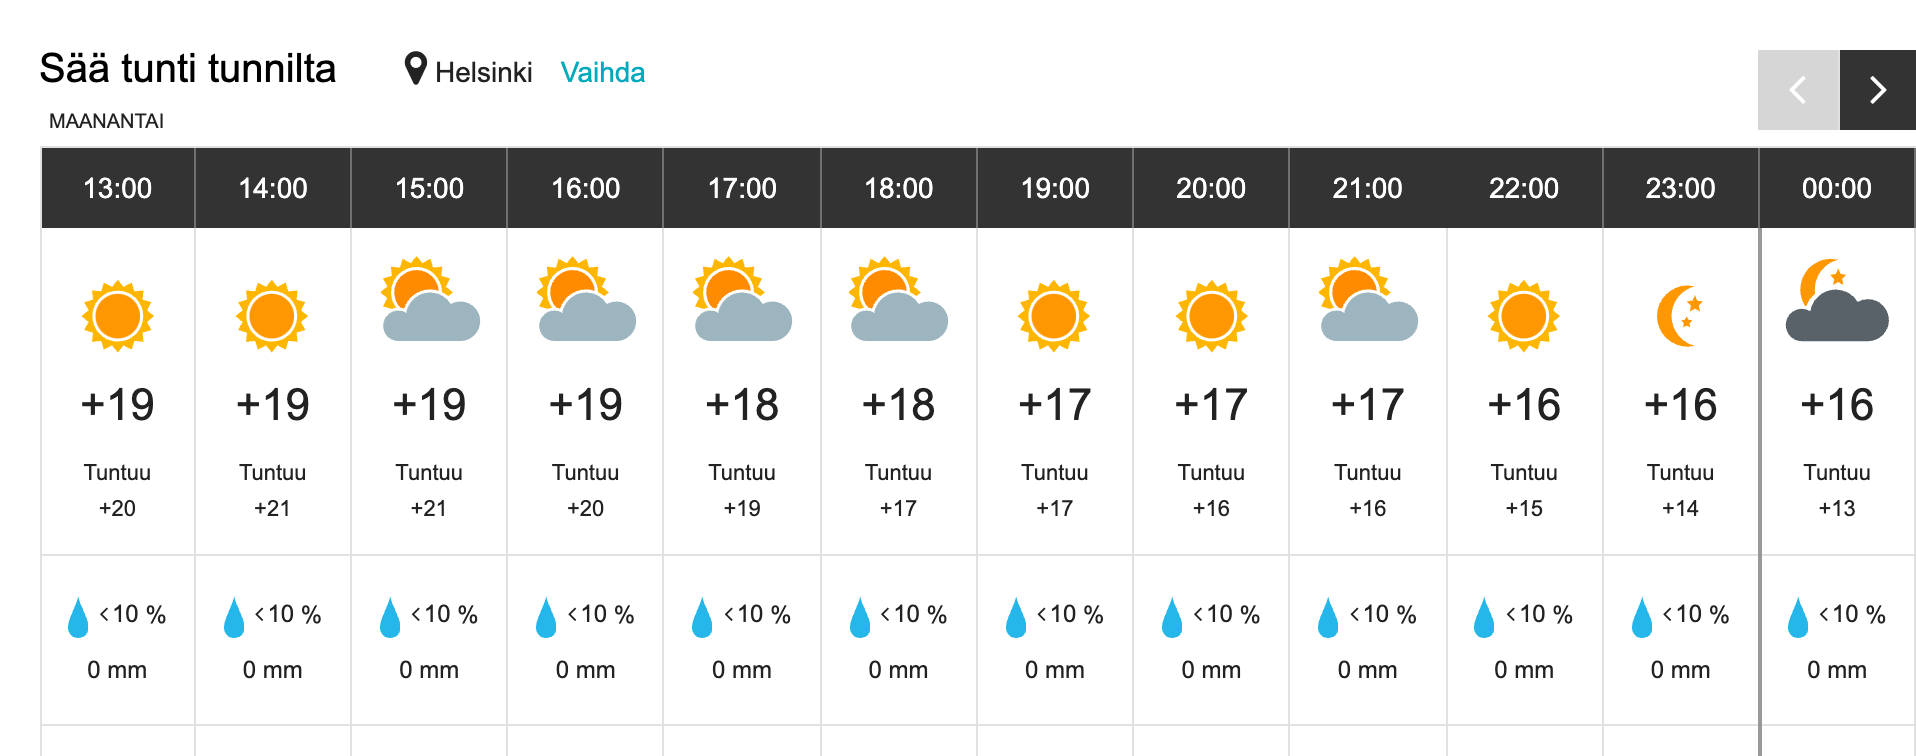 Sää tunti tunnilta Helsinki Vaihda
MAANANTAI
13:00 14:00 15:00 16:00 17:00 18:00 19:00 20:00 21:00 22:00 23:00 00:00
+19 +19 +19 +19 +18 +18 +17 +17 +17 +16 +16 +16
Tuntuu Tuntuu Tuntuu Tuntuu Tuntuu Tuntuu Tuntuu Tuntuu Tuntuu Tuntuu Tuntuu Tuntuu
+20 +21 +21 +20 +19 +17 +17 +16 +16 +15 +14 +13
<10 % <10 % <10 % <10 % <10 % <10 % <10 % <10 % <10 % <10 % <10 % <10 %
0 mm 0 mm 0 mm 0 mm 0 mm 0 mm 0 mm 0 mm 0 mm 0 mm 0 mm 0 mm